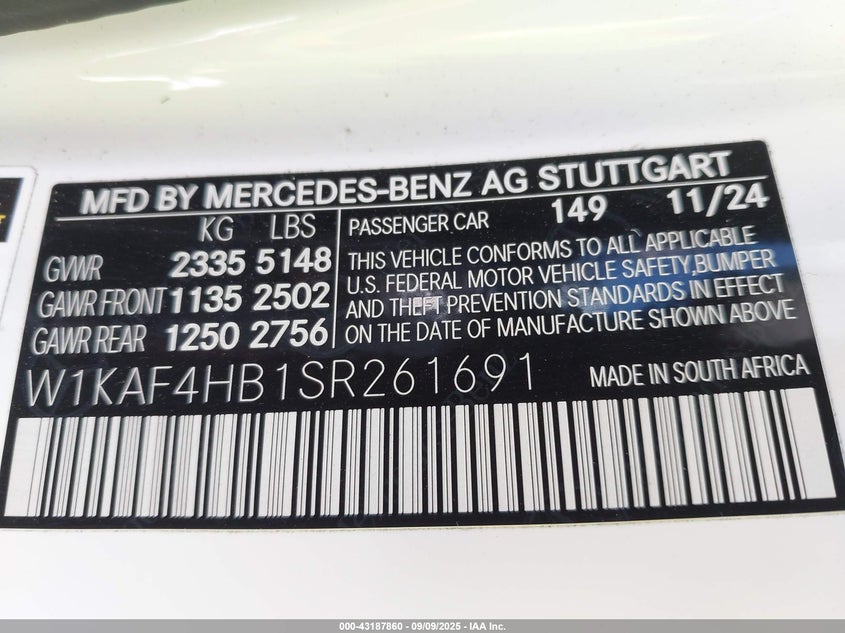 MFD BY MERCEDES-BENZ AG STUTTGART
KG LBS
GVWR 2335 5148
GAWR FRONT 1135 2502
GAWR REAR 1250 2756
PASSENGER CAR 149 11/24
THIS VEHICLE CONFORMS TO ALL APPLICABLE
U.S. FEDERAL MOTOR VEHICLE SAFETY,BUMPER
AND THEFT PREVENTION STANDARDS IN EFFECT
ON THE DATE OF MANUFACTURE SHOWN ABOVE
W1KAF4HB1SR261691 MADE IN SOUTH AFRICA
000-43187860 - 09/09/2025 - IAA Inc.